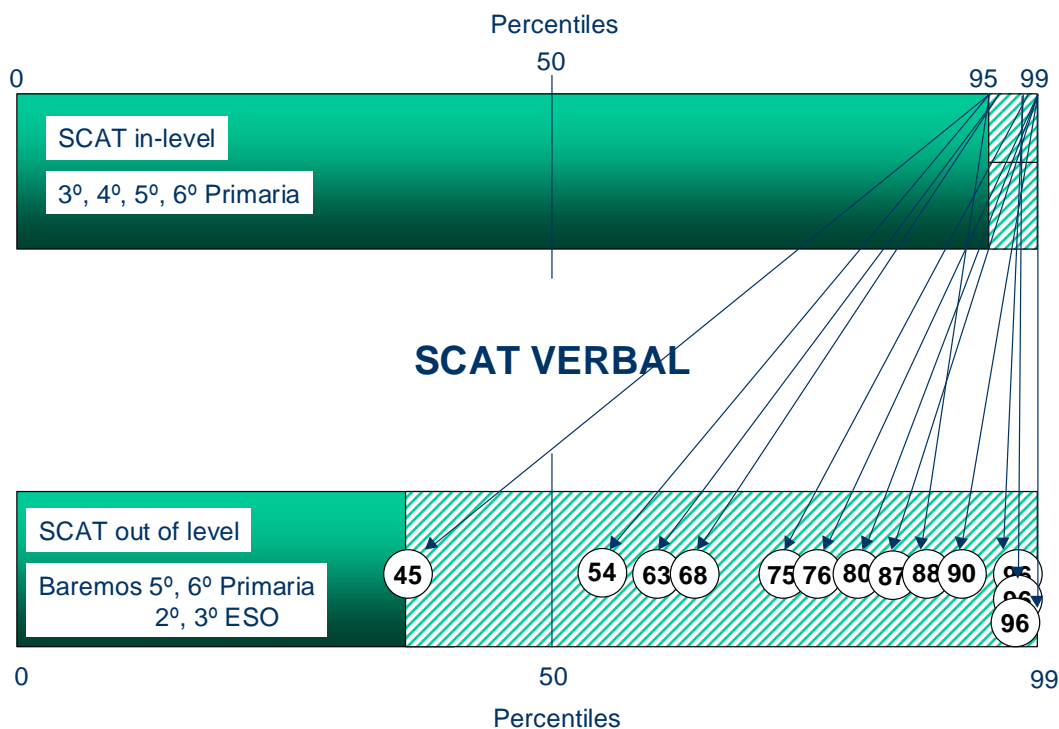 Percentiles
50
0
95 99
SCAT in-level
3º, 4º, 5º, 6º Primaria
SCAT VERBAL
SCAT out of level
Baremos 5º, 6º Primaria
2º, 3º ESO
45 54 63 68 75 76 80 87 88 90 96
96
96
0 50 99
Percentiles